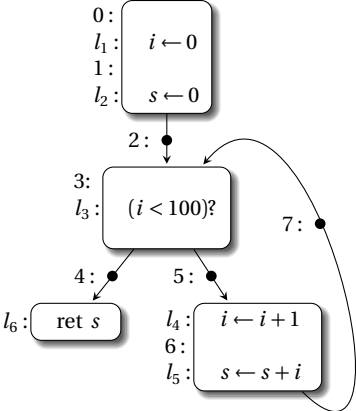 0:
l₁: i ← 0
1:
l₂: s ← 0
2:
3:
l₃: (i < 100)?
7:
4: 5:
l₆: ret s
l₄: i ← i + 1
6:
l₅: s ← s + i